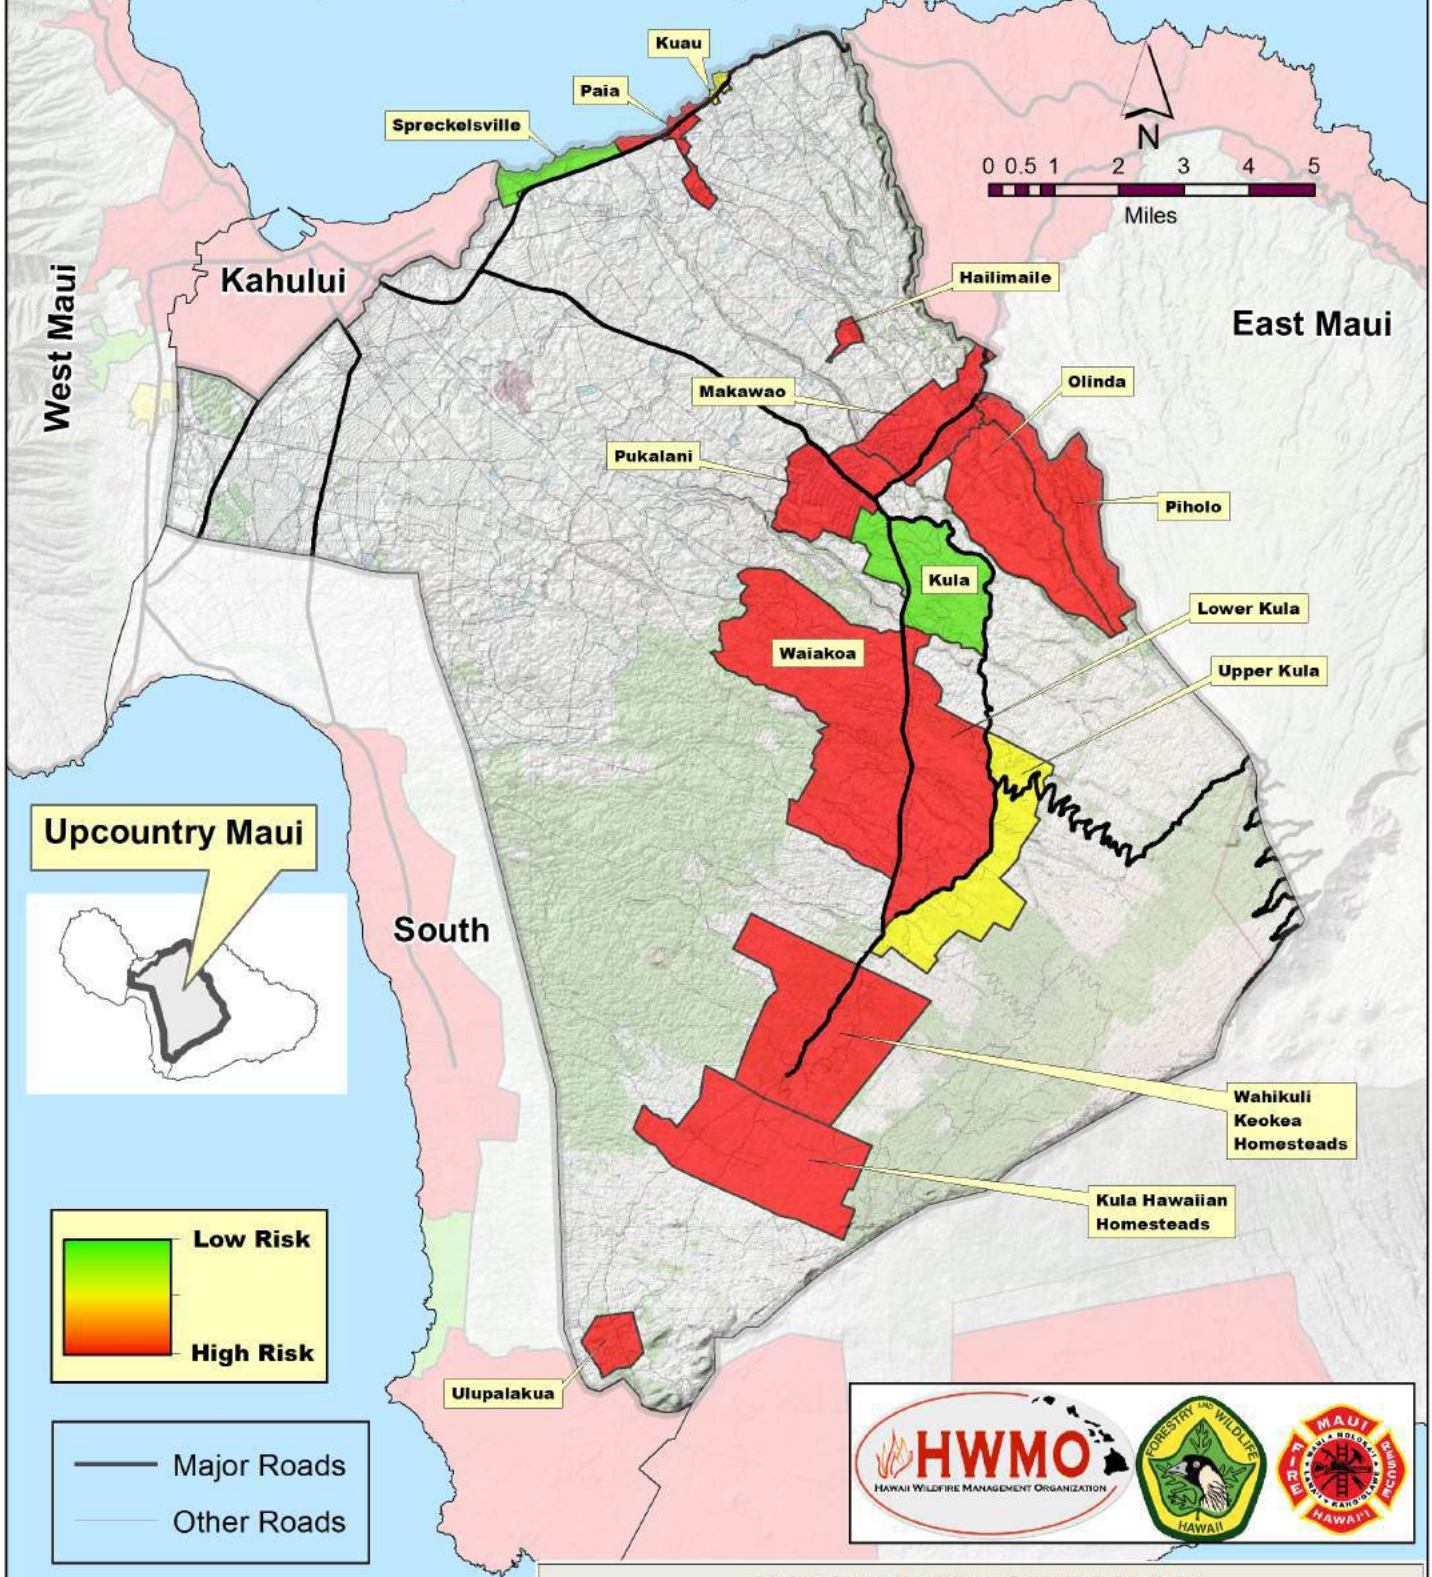 Kuau
Paia
Spreckelsville
N
0 0.5 1 2 3 4 5
Miles
Kahului
West Maui
Hailimaile
East Maui
Makawao
Olinda
Pukalani
Piholo
Kula
Lower Kula
Waiakoa
Upper Kula
Upcountry Maui
South
Wahikuli
Keokea
Homesteads
Kula Hawaiian
Homesteads
Low Risk
High Risk
Ulupalakua
Major Roads
Other Roads
HWMO
HAWAII WILDFIRE MANAGEMENT ORGANIZATION
FORESTRY AND WILDLIFE
HAWAII
MAUI
FIRE
RESCUE
HAWAI'I